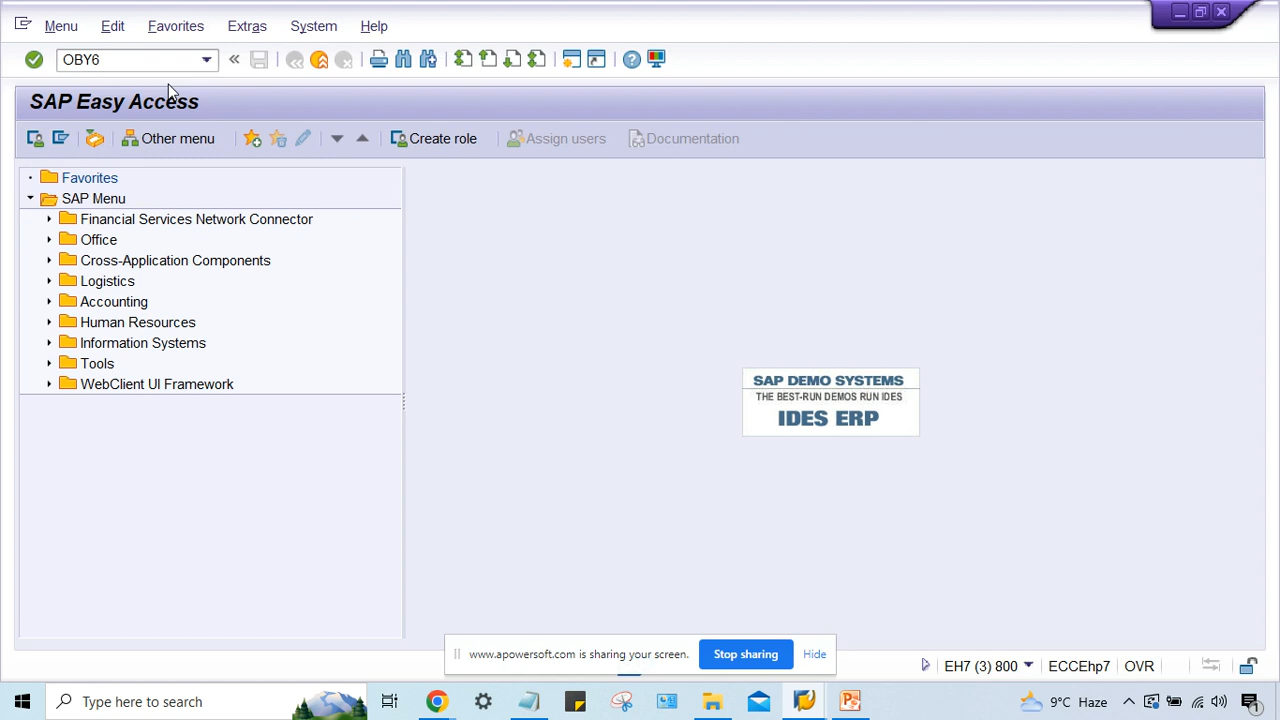 Menu Edit Favorites Extras System Help
OBY6
SAP Easy Access
Other menu Create role Assign users Documentation
Favorites
SAP Menu
Financial Services Network Connector
Office
Cross-Application Components
Logistics
Accounting
Human Resources
Information Systems
Tools
WebClient UI Framework
SAP DEMO SYSTEMS
THE BEST-RUN DEMOS RUN IDES
IDES ERP
www.apowersoft.com is sharing your screen. Stop sharing Hide
EH7 (3) 800 ECCEhp7 OVR
Type here to search 9°C Haze 1